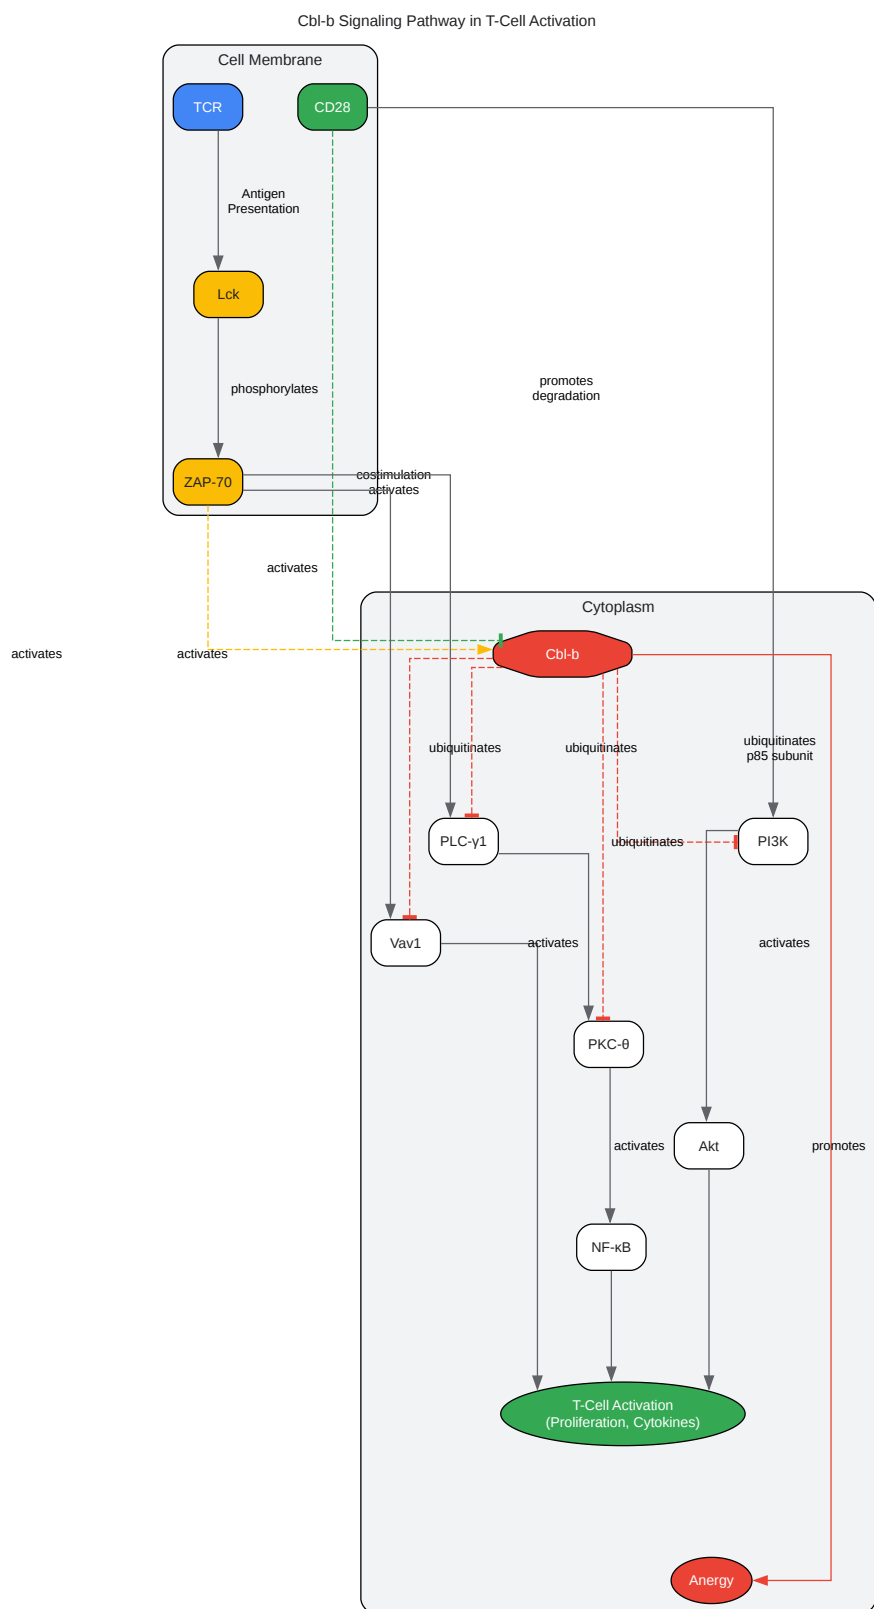 Cbl-b Signaling Pathway in T-Cell Activation
Cell Membrane
TCR
CD28
Antigen
Presentation
Lck
phosphorylates
promotes
degradation
ZAP-70
costimulation
activates
activates
Cytoplasm
activates
activates
Cbl-b
ubiquitinates
ubiquitinates
ubiquitinates
p85 subunit
PLC-γ1
ubiquitinates
PI3K
Vav1
activates
activates
PKC-θ
activates
Akt
promotes
NF-κB
T-Cell Activation
(Proliferation, Cytokines)
Anergy